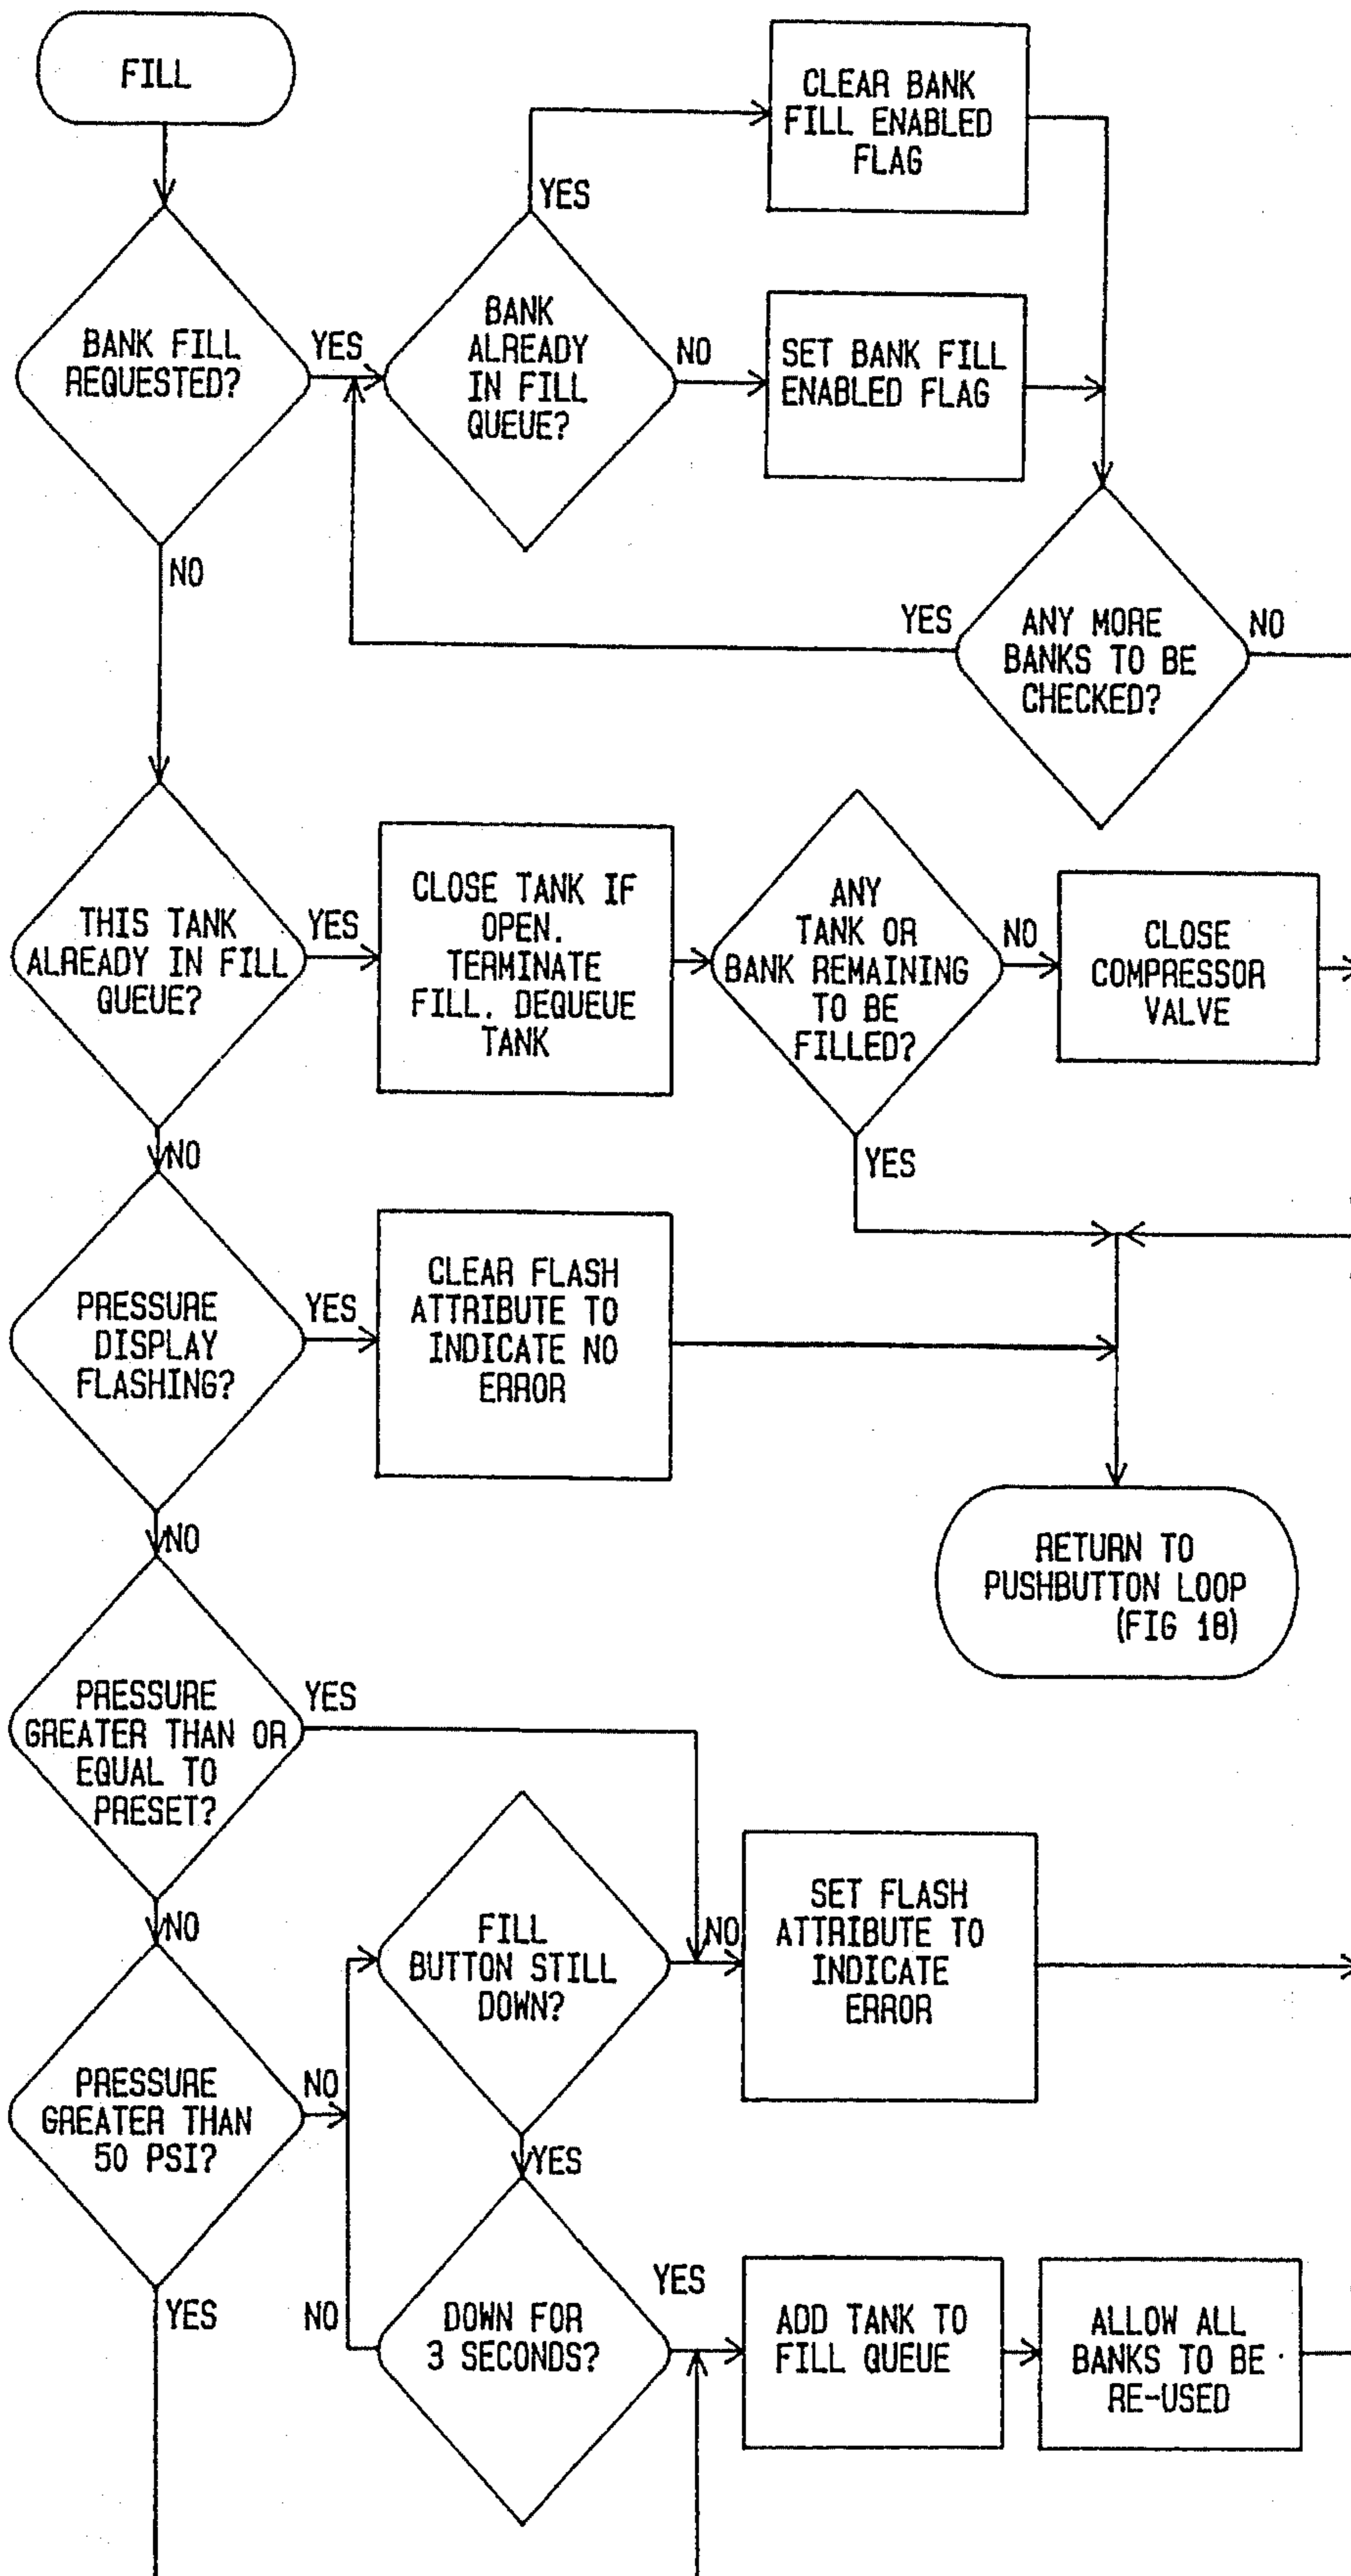 FILL
CLEAR BANK
FILL ENABLED
FLAG
YES
BANK FILL
REQUESTED?
YES
BANK
ALREADY
IN FILL
QUEUE?
NO
SET BANK FILL
ENABLED FLAG
NO
YES
ANY MORE
BANKS TO BE
CHECKED?
NO
THIS TANK
ALREADY IN FILL
QUEUE?
YES
CLOSE TANK IF
OPEN.
TERMINATE
FILL. DEQUEUE
TANK
ANY
TANK OR
BANK REMAINING
TO BE
FILLED?
NO
CLOSE
COMPRESSOR
VALVE
NO
YES
PRESSURE
DISPLAY
FLASHING?
YES
CLEAR FLASH
ATTRIBUTE TO
INDICATE NO
ERROR
NO
RETURN TO
PUSHBUTTON LOOP
(FIG 18)
PRESSURE
GREATER THAN OR
EQUAL TO
PRESET?
YES
NO
FILL
BUTTON STILL
DOWN?
NO
SET FLASH
ATTRIBUTE TO
INDICATE
ERROR
PRESSURE
GREATER THAN
50 PSI?
NO
YES
YES
NO
DOWN FOR
3 SECONDS?
YES
ADD TANK TO
FILL QUEUE
ALLOW ALL
BANKS TO BE
RE-USED